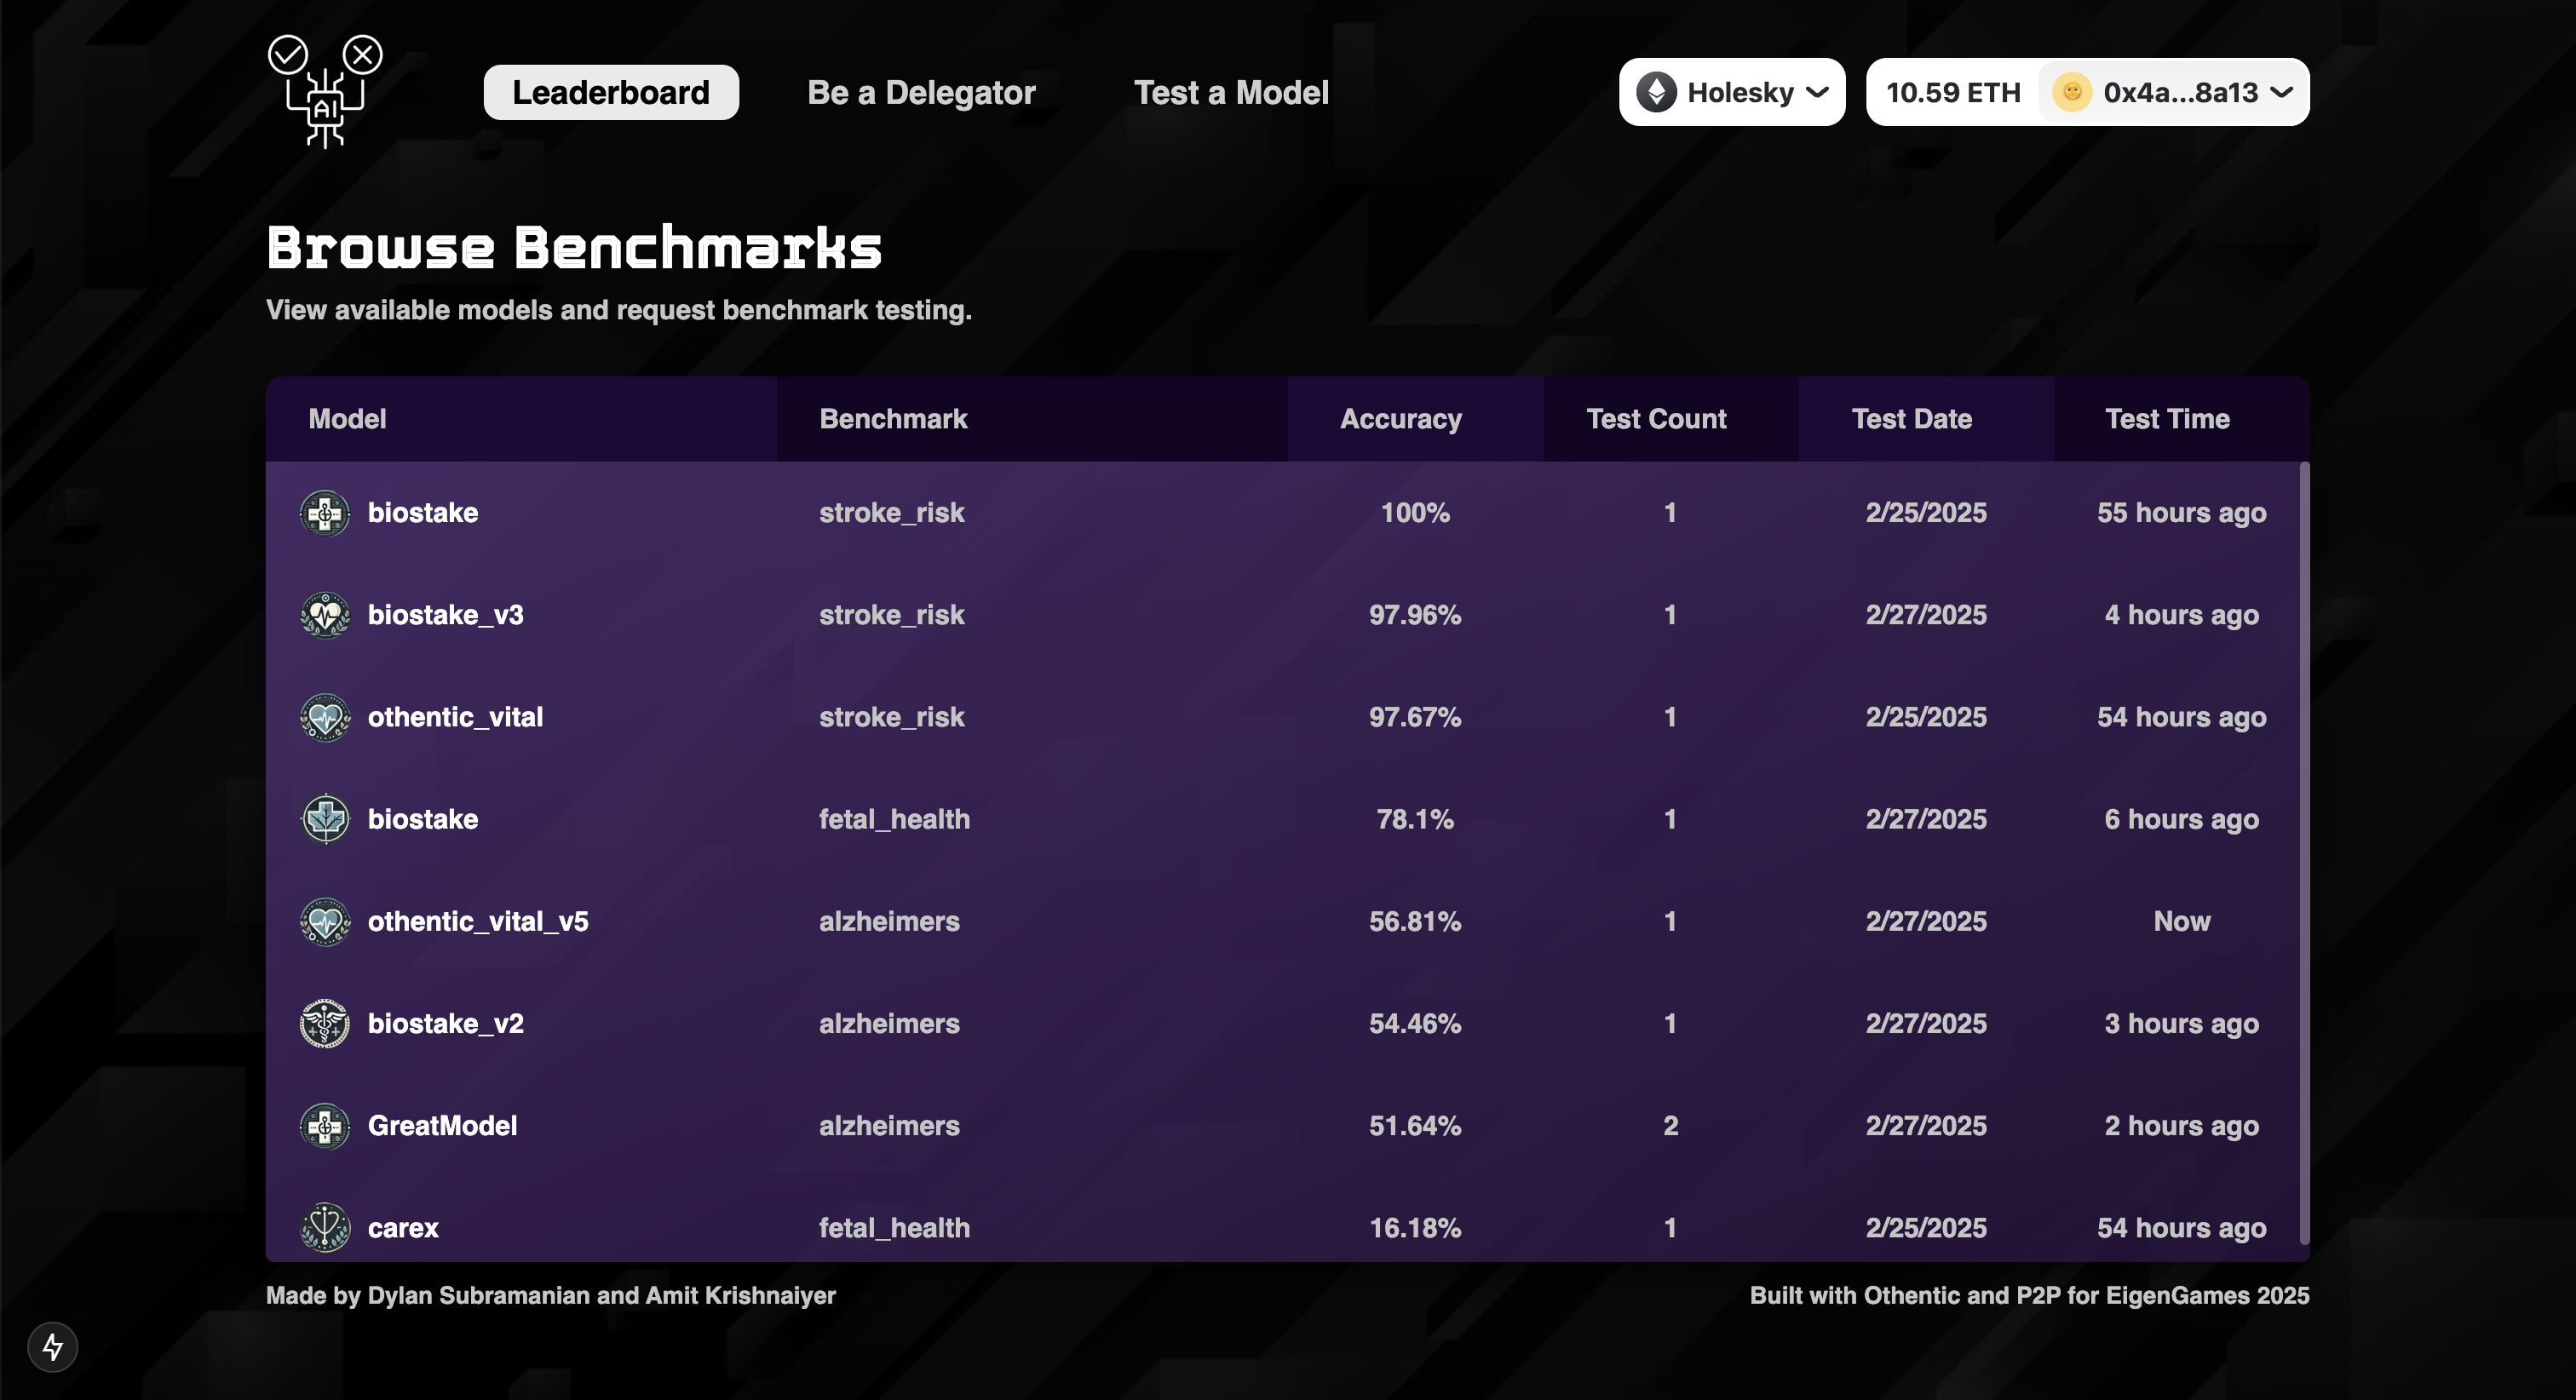 AI
Leaderboard
Be a Delegator
Test a Model
Holesky
10.59 ETH
0x4a...8a13
Browse Benchmarks
View available models and request benchmark testing.
Model Benchmark Accuracy Test Count Test Date Test Time
biostake stroke_risk 100% 1 2/25/2025 55 hours ago
biostake_v3 stroke_risk 97.96% 1 2/27/2025 4 hours ago
othentic_vital stroke_risk 97.67% 1 2/25/2025 54 hours ago
biostake fetal_health 78.1% 1 2/27/2025 6 hours ago
othentic_vital_v5 alzheimers 56.81% 1 2/27/2025 Now
biostake_v2 alzheimers 54.46% 1 2/27/2025 3 hours ago
GreatModel alzheimers 51.64% 2 2/27/2025 2 hours ago
carex fetal_health 16.18% 1 2/25/2025 54 hours ago
Made by Dylan Subramanian and Amit Krishnaiyer
Built with Othentic and P2P for EigenGames 2025